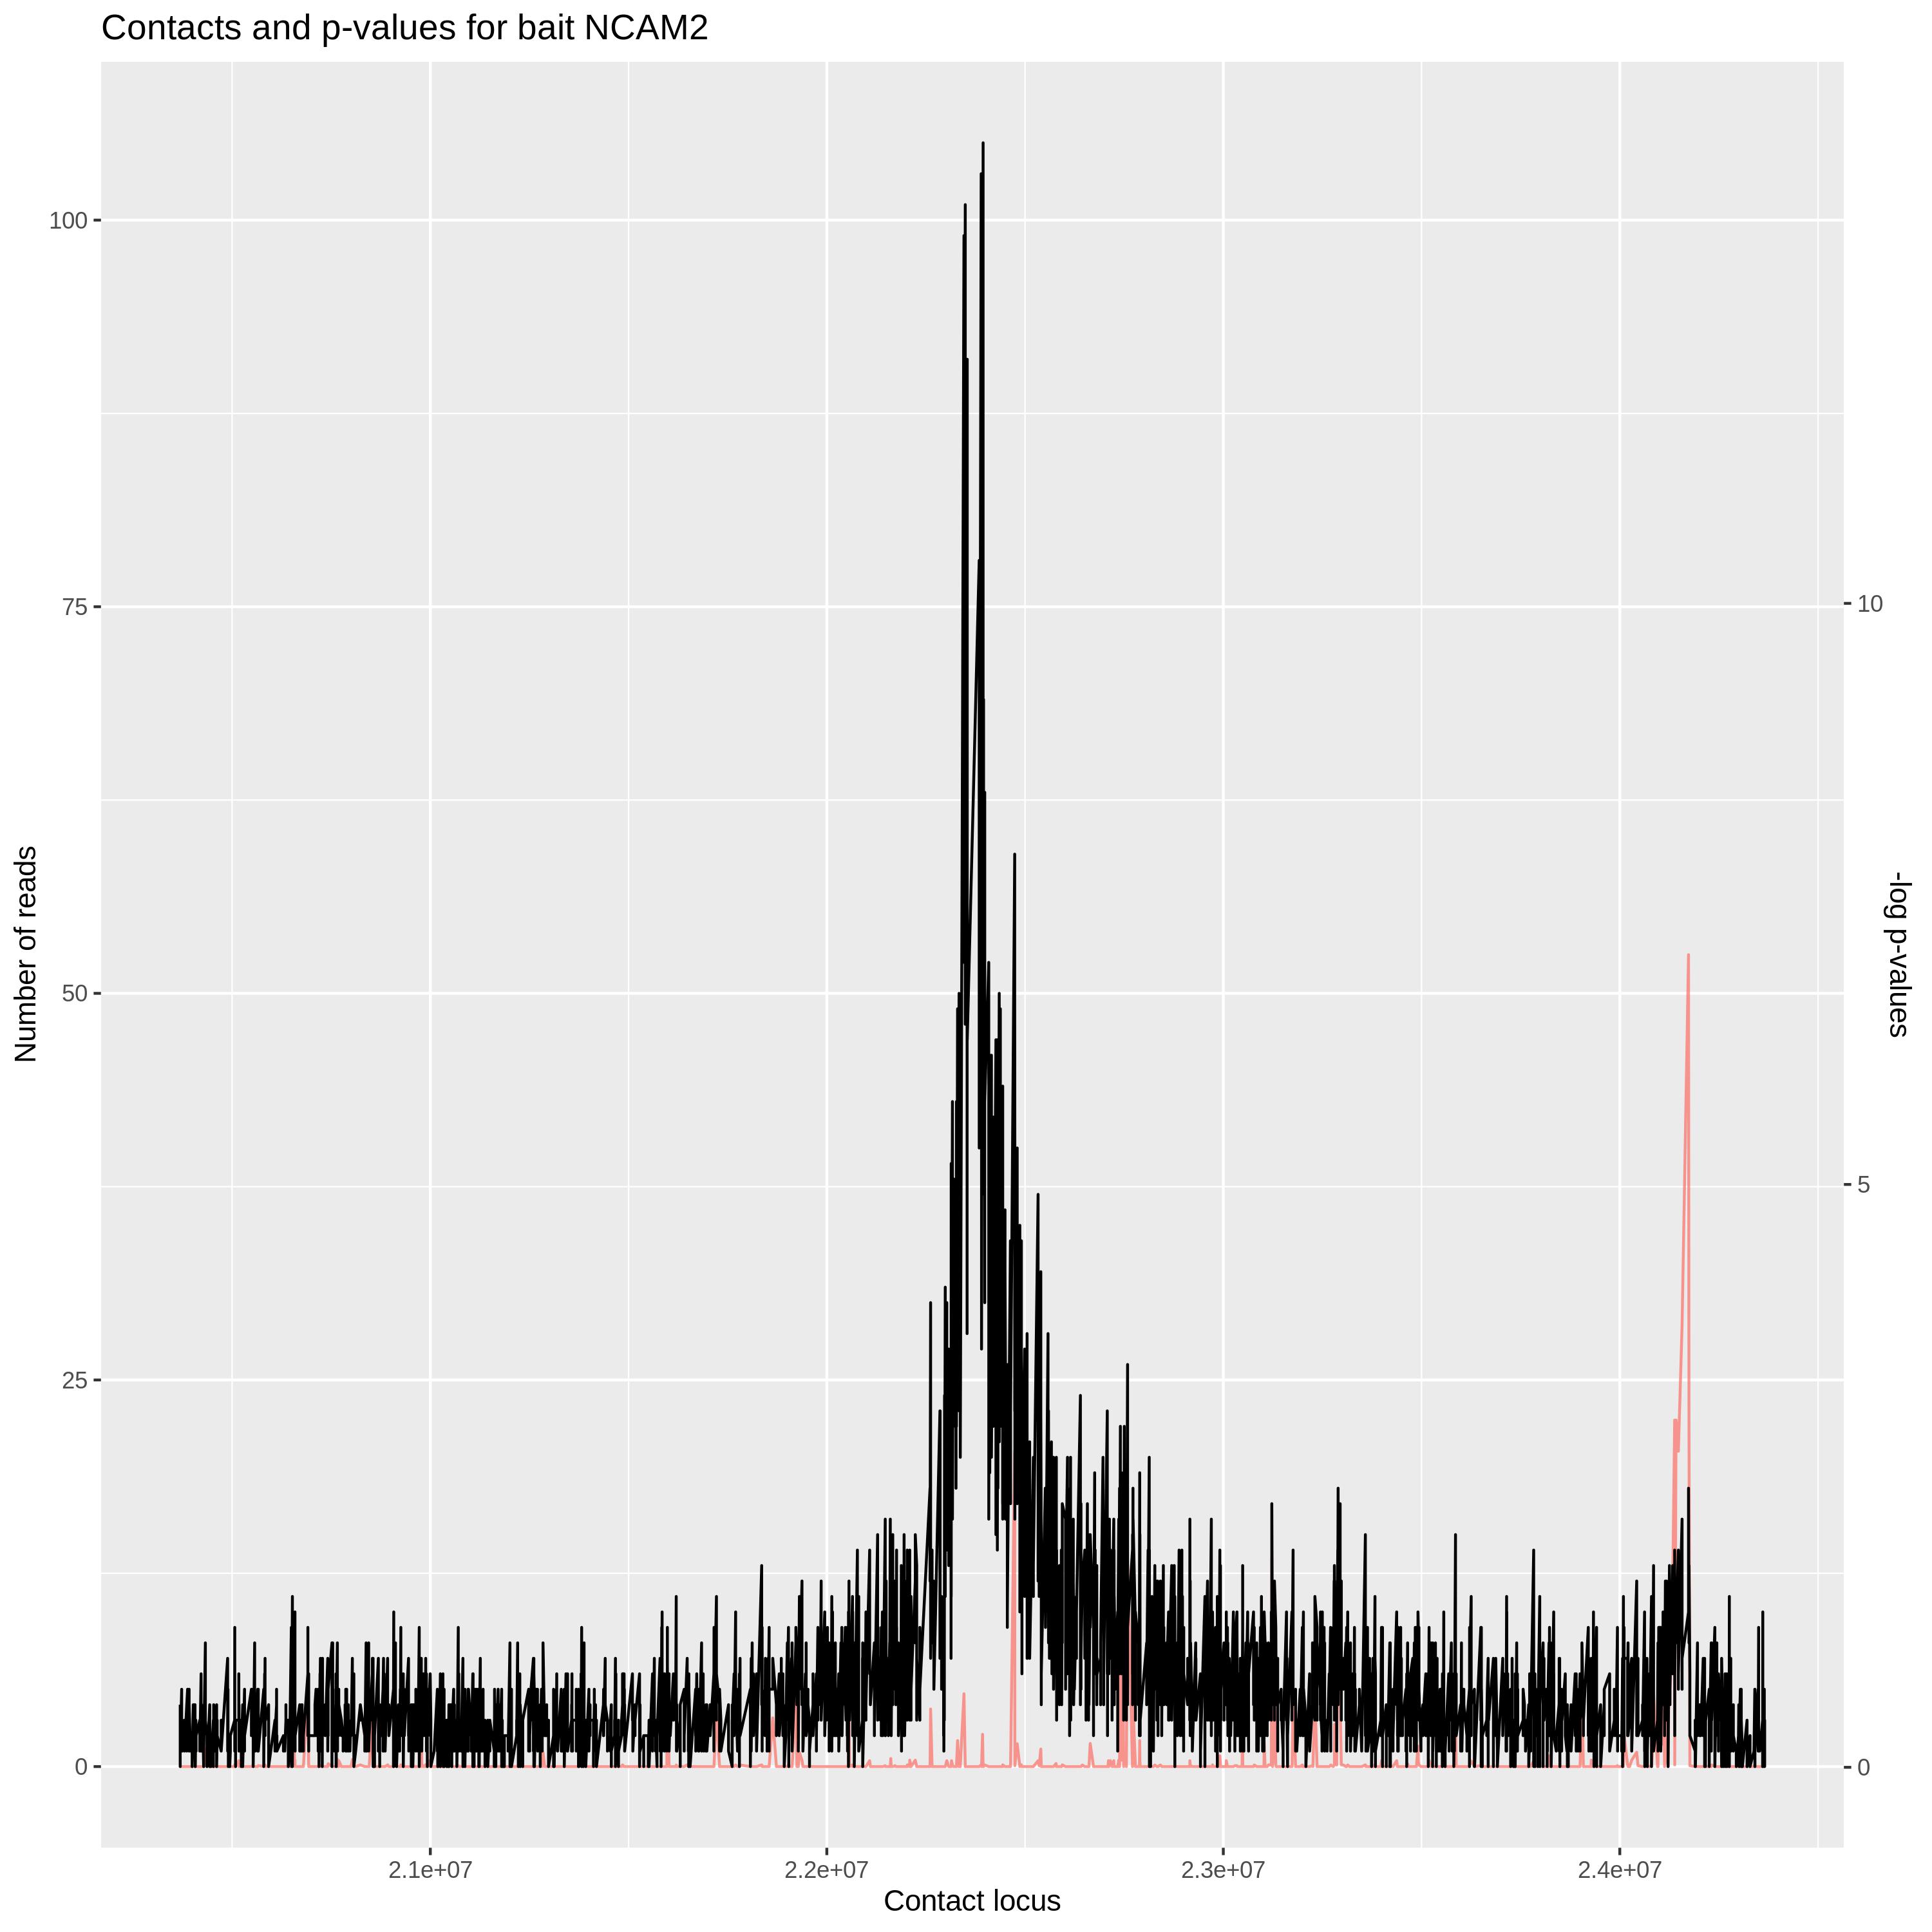 Contacts and p-values for bait NCAM2
100
75
50
25
0
Number of reads
10
5
0
-log p-values
2.1e+07
2.2e+07
2.3e+07
2.4e+07
Contact locus